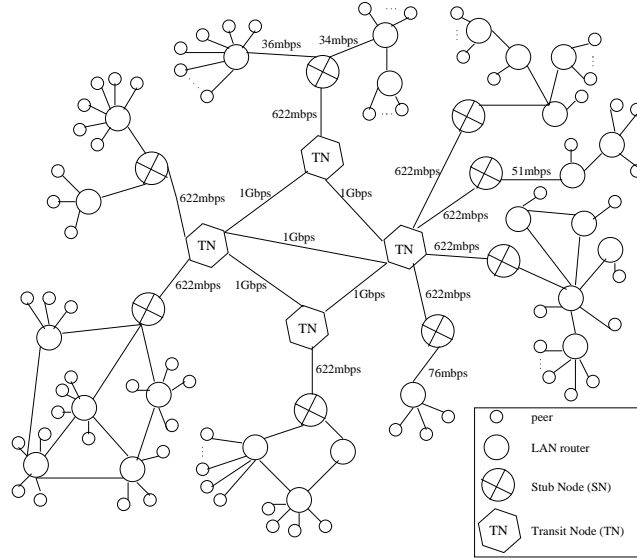 36mbps
34mbps
622mbps
TN
622mbps
51mbps
622mbps
1Gbps
1Gbps
622mbps
TN
1Gbps
TN
622mbps
622mbps
1Gbps
1Gbps
622mbps
TN
622mbps
76mbps
peer
LAN router
Stub Node (SN)
TN
Transit Node (TN)